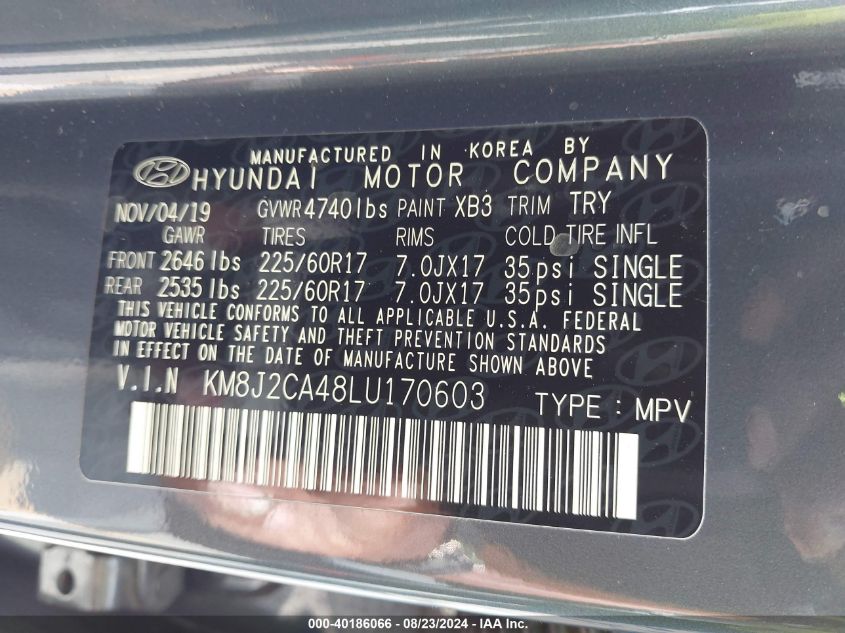 MANUFACTURED IN KOREA BY
HYUNDAI MOTOR COMPANY
NOV/04/19 GVWR 4740lbs PAINT XB3 TRIM TRY
GAWR TIRES RIMS COLD TIRE INFL
FRONT 2646 lbs 225/60R17 7.0JX17 35psi SINGLE
REAR 2535 lbs 225/60R17 7.0JX17 35psi SINGLE
THIS VEHICLE CONFORMS TO ALL APPLICABLE U.S.A. FEDERAL
MOTOR VEHICLE SAFETY AND THEFT PREVENTION STANDARDS
IN EFFECT ON THE DATE OF MANUFACTURE SHOWN ABOVE
V.I.N KM8J2CA48LU170603 TYPE : MPV
000-40186066 - 08/23/2024 - IAA Inc.